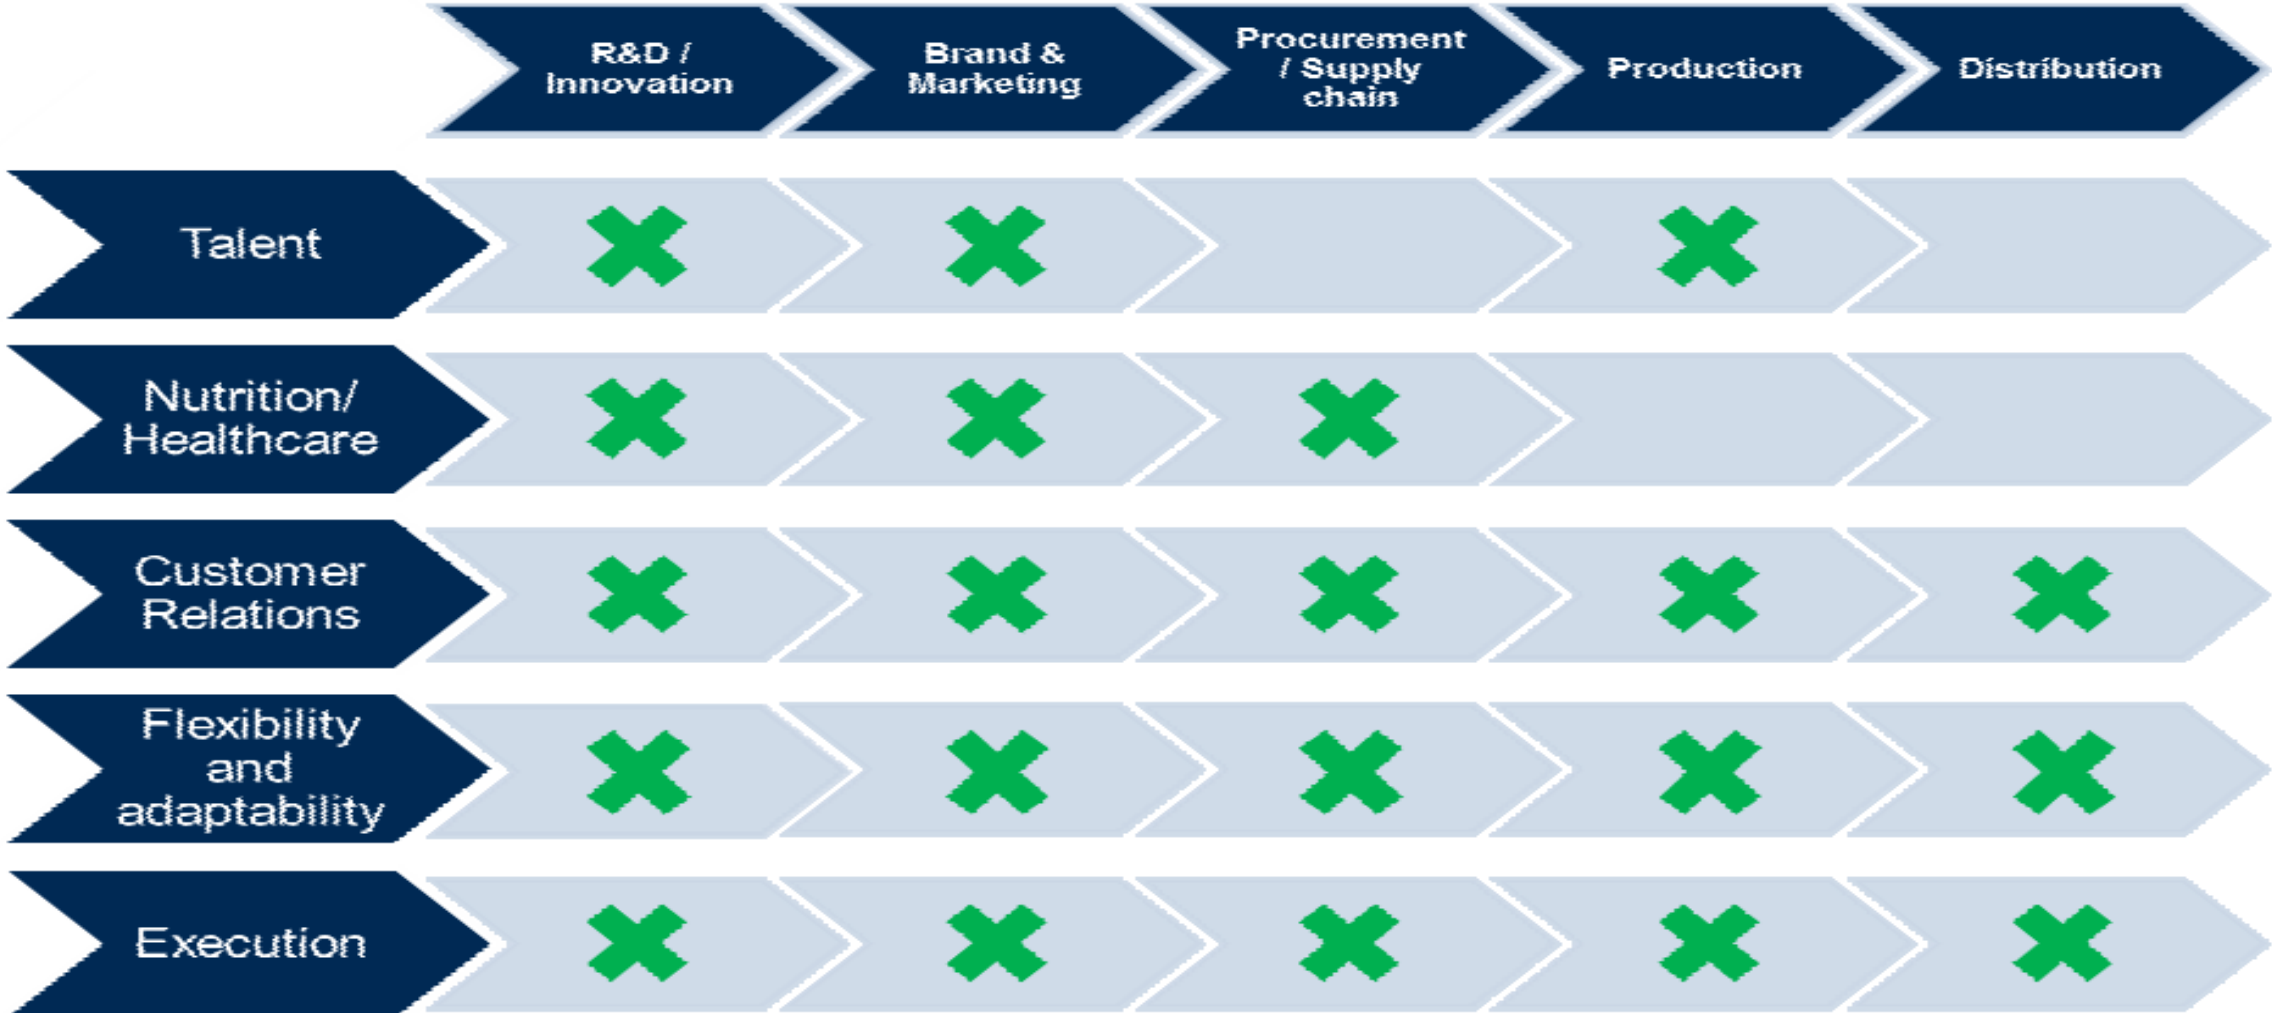 R&D /
Innovation
Brand &
Marketing
Procurement
/ Supply
chain
Production
Distribution
Talent
Nutrition/
Healthcare
Customer
Relations
Flexibility
and
adaptability
Execution